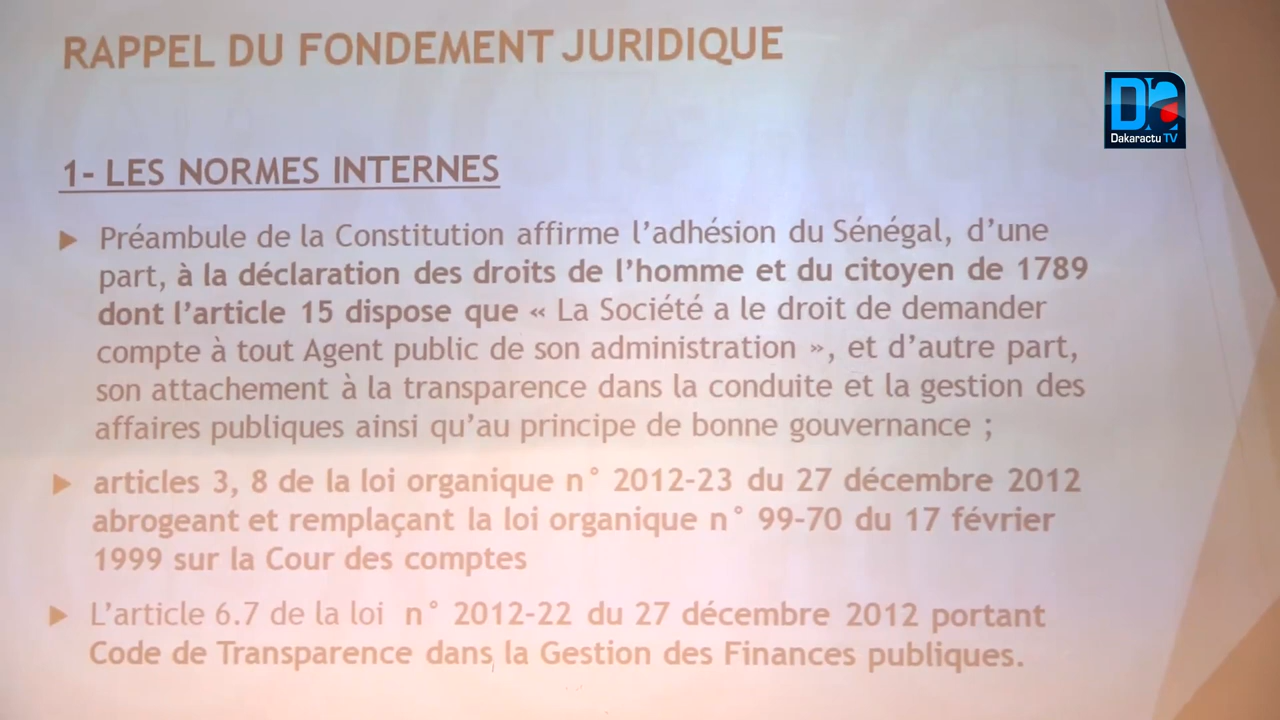 RAPPEL DU FONDEMENT JURIDIQUE
Dakaractu TV
1- LES NORMES INTERNES
Préambule de la Constitution affirme l'adhésion du Sénégal, d'une
part, à la déclaration des droits de l'homme et du citoyen de 1789
dont l'article 15 dispose que « La Société a le droit de demander
compte à tout Agent public de son administration », et d'autre part,
son attachement à la transparence dans la conduite et la gestion des
affaires publiques ainsi qu'au principe de bonne gouvernance ;
articles 3, 8 de la loi organique n° 2012-23 du 27 décembre 2012
abrogeant et remplaçant la loi organique n° 99-70 du 17 février
1999 sur la Cour des comptes
L'article 6.7 de la loi n° 2012-22 du 27 décembre 2012 portant
Code de Transparence dans la Gestion des Finances publiques.